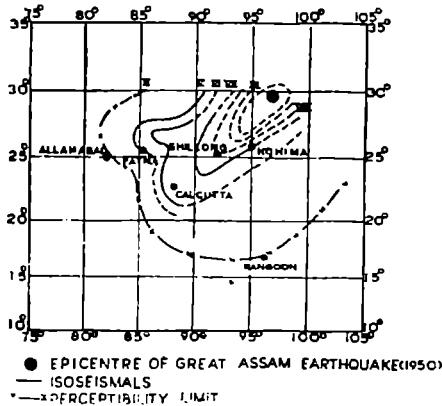 75° 80° 85° 90° 95° 100° 105°
35° 35°
30° 30°
ALLAHABAD PATNA SHILLONG KOHIMA
25° 25°
CALCUTTA
20° 20°
RANGOON
15° 15°
10° 10°
75° 80° 85° 90° 95° 100° 105°
EPICENTRE OF GREAT ASSAM EARTHQUAKE(1950)
ISOSEISMALS
PERCEPTIBILITY LIMIT